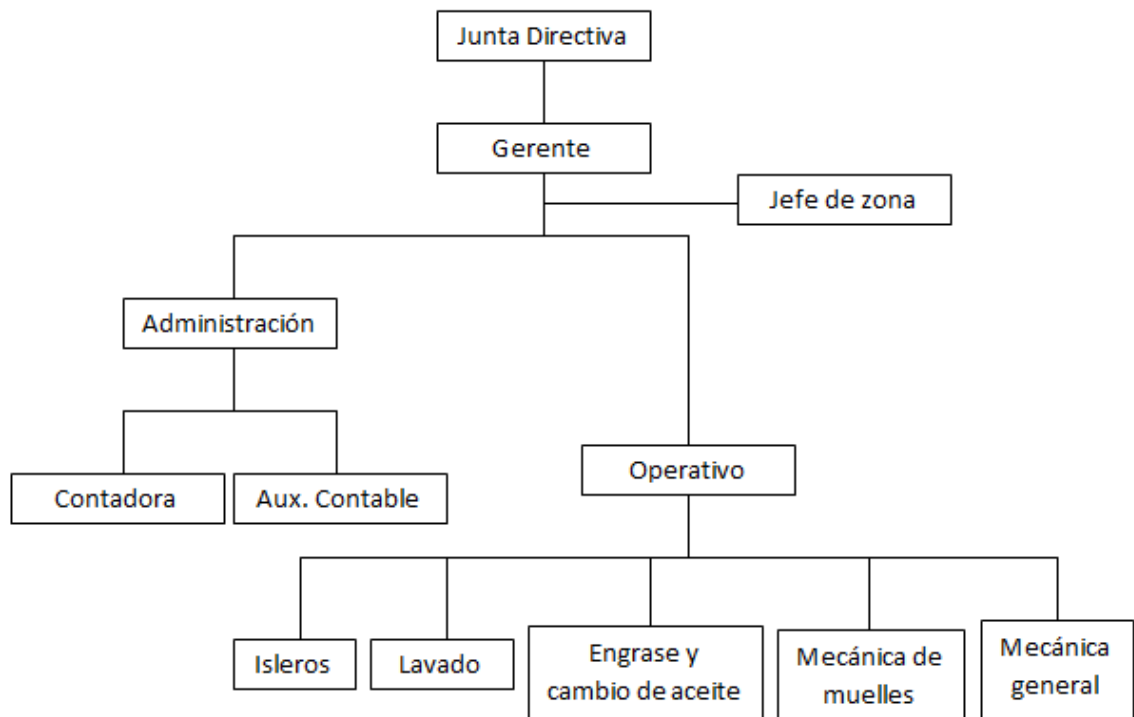 Junta Directiva
Gerente
Jefe de zona
Administración
Operativo
Contadora
Aux. Contable
Isleros
Lavado
Engrase y
cambio de aceite
Mecánica de
muelles
Mecánica
general